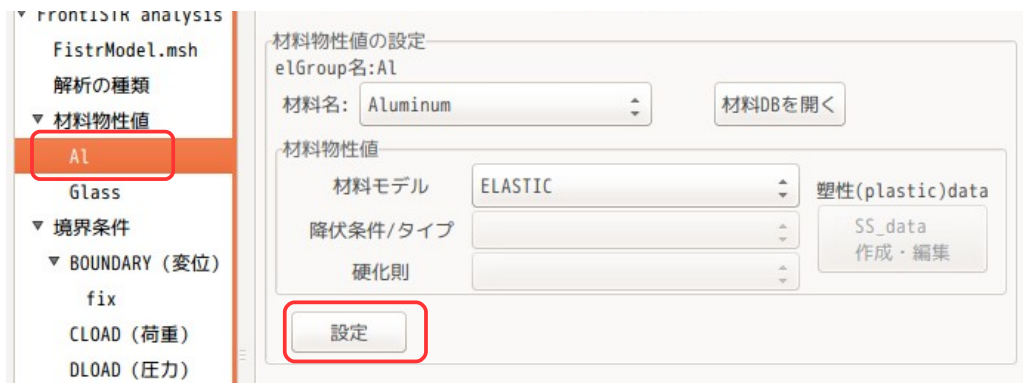 FrontISTR analysis
FistrModel.msh
解析の種類
材料物性値
Al
Glass
境界条件
BOUNDARY (変位)
fix
CLOAD (荷重)
DLOAD (圧力)
材料物性値の設定
elGroup名:Al
材料名: Aluminum 材料DBを開く
材料物性値
材料モデル ELASTIC 塑性(plastic)data
降伏条件/タイプ SS_data
作成・編集
硬化則
設定